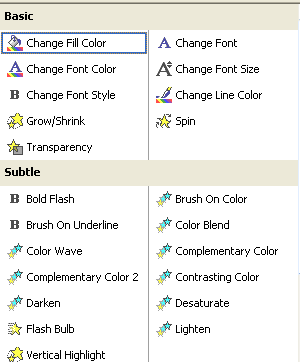 Basic
Change Fill Color
Change Font
Change Font Color
Change Font Size
Change Font Style
Change Line Color
Grow/Shrink
Spin
Transparency
Subtle
Bold Flash
Brush On Color
Brush On Underline
Color Blend
Color Wave
Complementary Color
Complementary Color 2
Contrasting Color
Darken
Desaturate
Flash Bulb
Lighten
Vertical Highlight